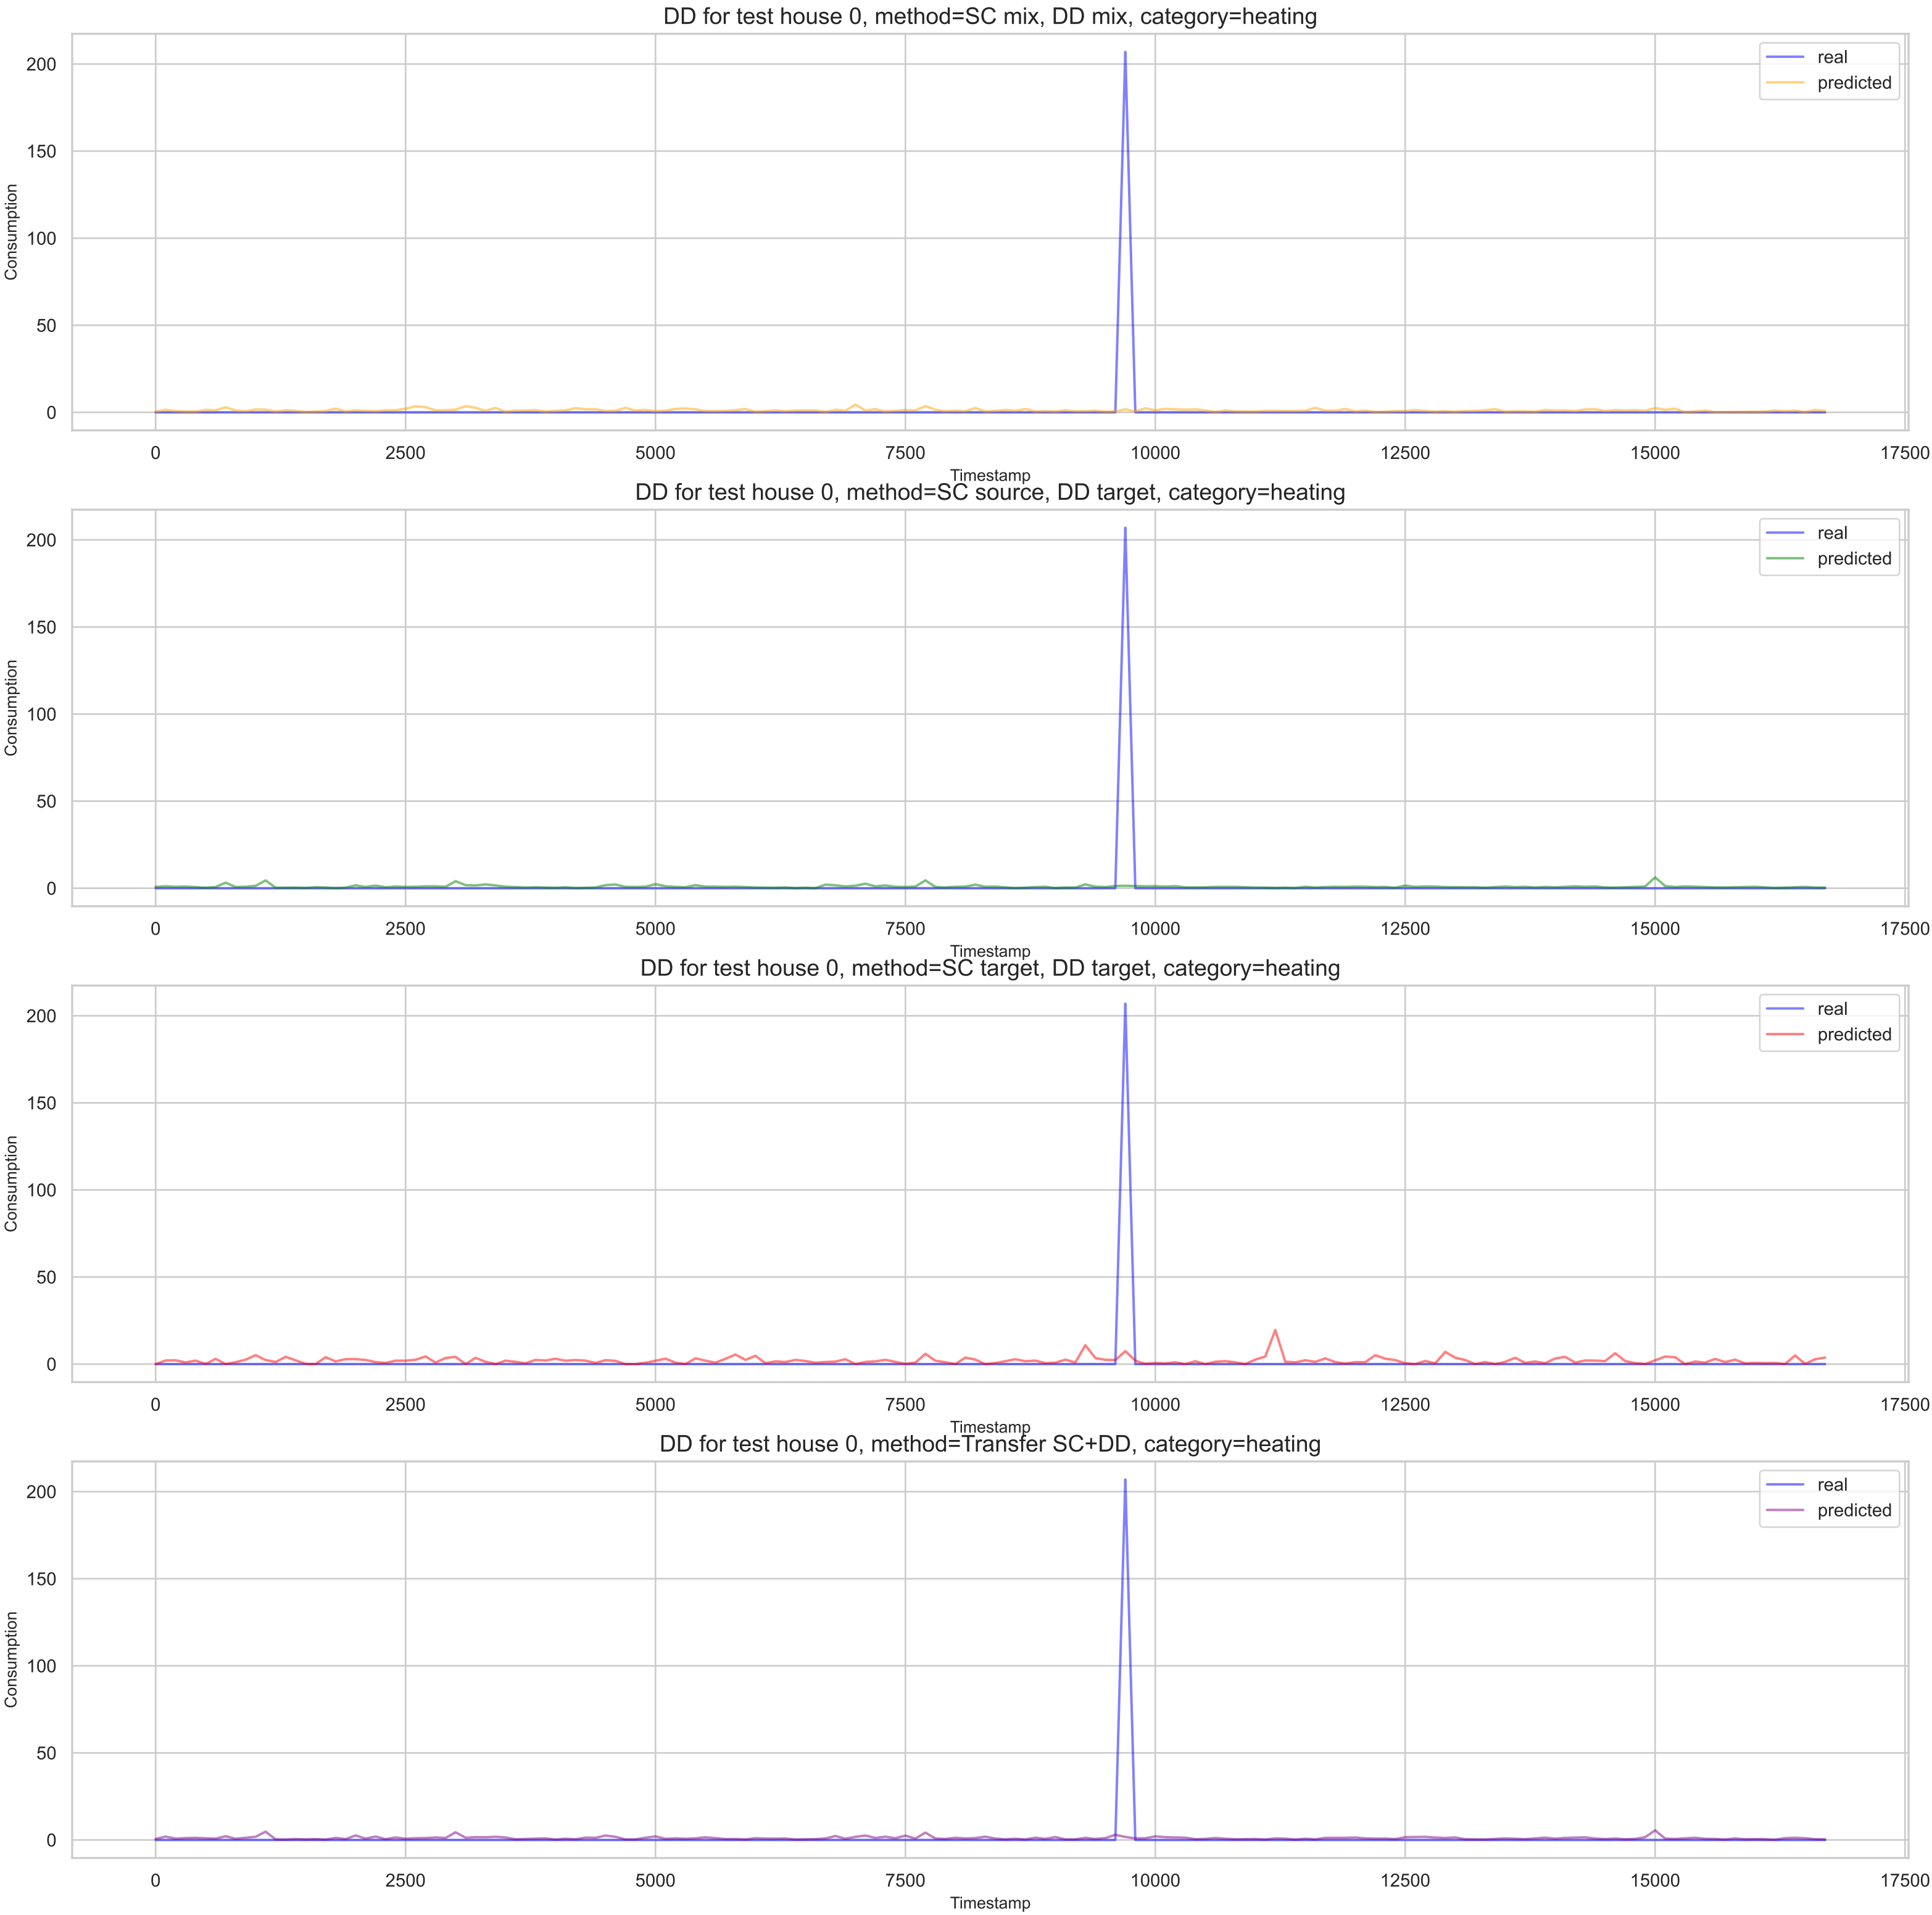 DD for test house 0, method=SC mix, DD mix, category=heating
real
predicted
200
150
100
50
0
Consumption
0 2500 5000 7500 10000 12500 15000 17500
Timestamp
DD for test house 0, method=SC source, DD target, category=heating
real
predicted
200
150
100
50
0
Consumption
0 2500 5000 7500 10000 12500 15000 17500
Timestamp
DD for test house 0, method=SC target, DD target, category=heating
real
predicted
200
150
100
50
0
Consumption
0 2500 5000 7500 10000 12500 15000 17500
Timestamp
DD for test house 0, method=Transfer SC+DD, category=heating
real
predicted
200
150
100
50
0
Consumption
0 2500 5000 7500 10000 12500 15000 17500
Timestamp